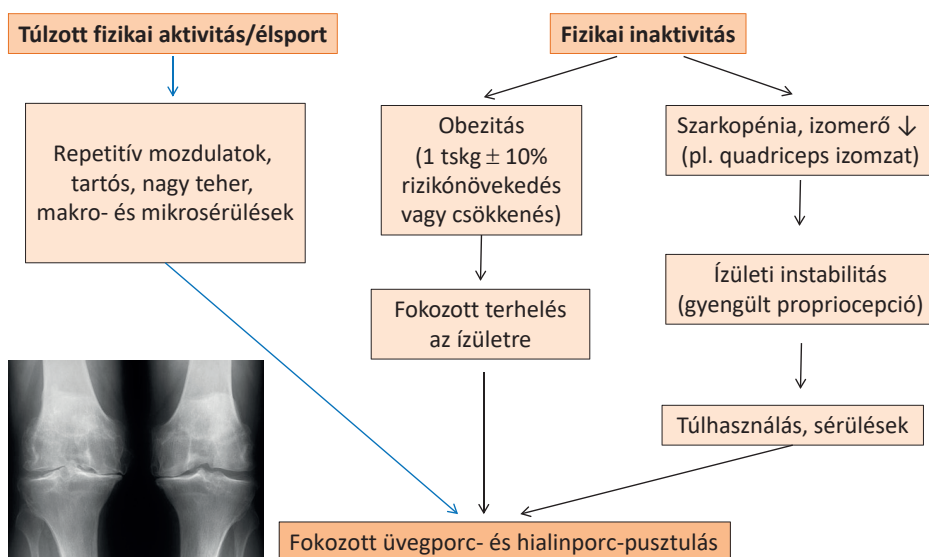 Túlzott fizikai aktivitás/élsport
Repetitív mozdulatok,
tartós, nagy teher,
makro- és mikrosérülések
Fizikai inaktivitás
Obezitás
(1 tskg ± 10%
rizikónövekedés
vagy csökkenés)
Fokozott terhelés
az ízületre
Szarkopénia, izomerő ↓
(pl. quadriceps izomzat)
Ízületi instabilitás
(gyengült propriocepció)
Túlhasználás, sérülések
Fokozott üvegporc- és hialinporc-pusztulás